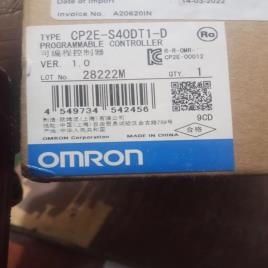 Date of Import 14-03-2022
Invoice No. A20620IN
TYPE CP2E-S40DT1-D
PROGRAMMABLE CONTROLLER
可编程控制器
VER. 1.0
R-R-OMR-
CP2E-00012
LOT No 28222M QTY 1
4 549734 542456
9CD
合格
OMRON
OMRON Corporation MADE IN CHINA